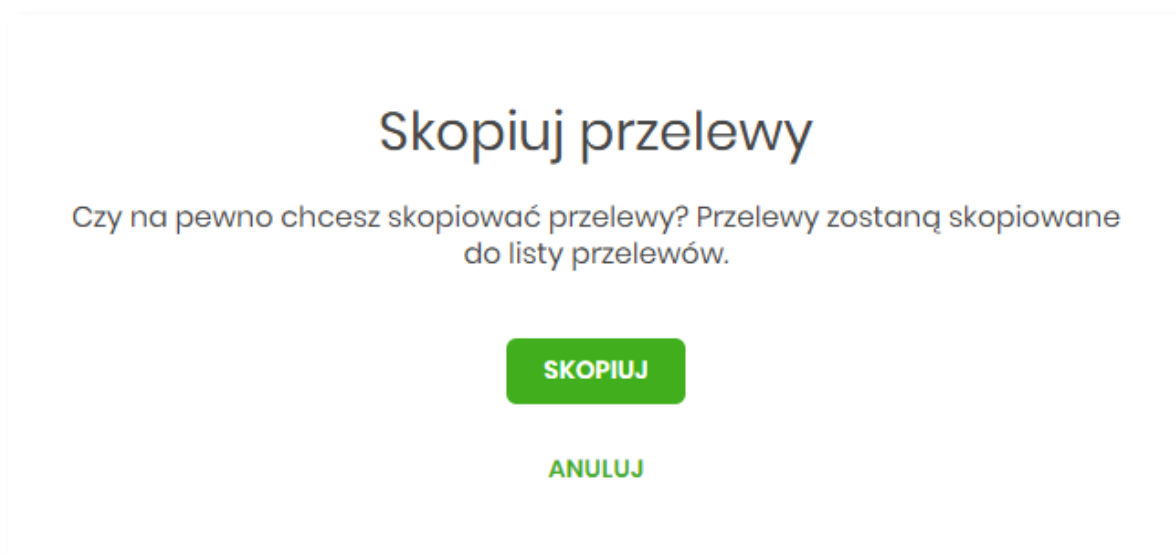 Skopiuj przelewy
Czy na pewno chcesz skopiować przelewy? Przelewy zostaną skopiowane
do listy przelewów.
SKOPIUJ
ANULUJ